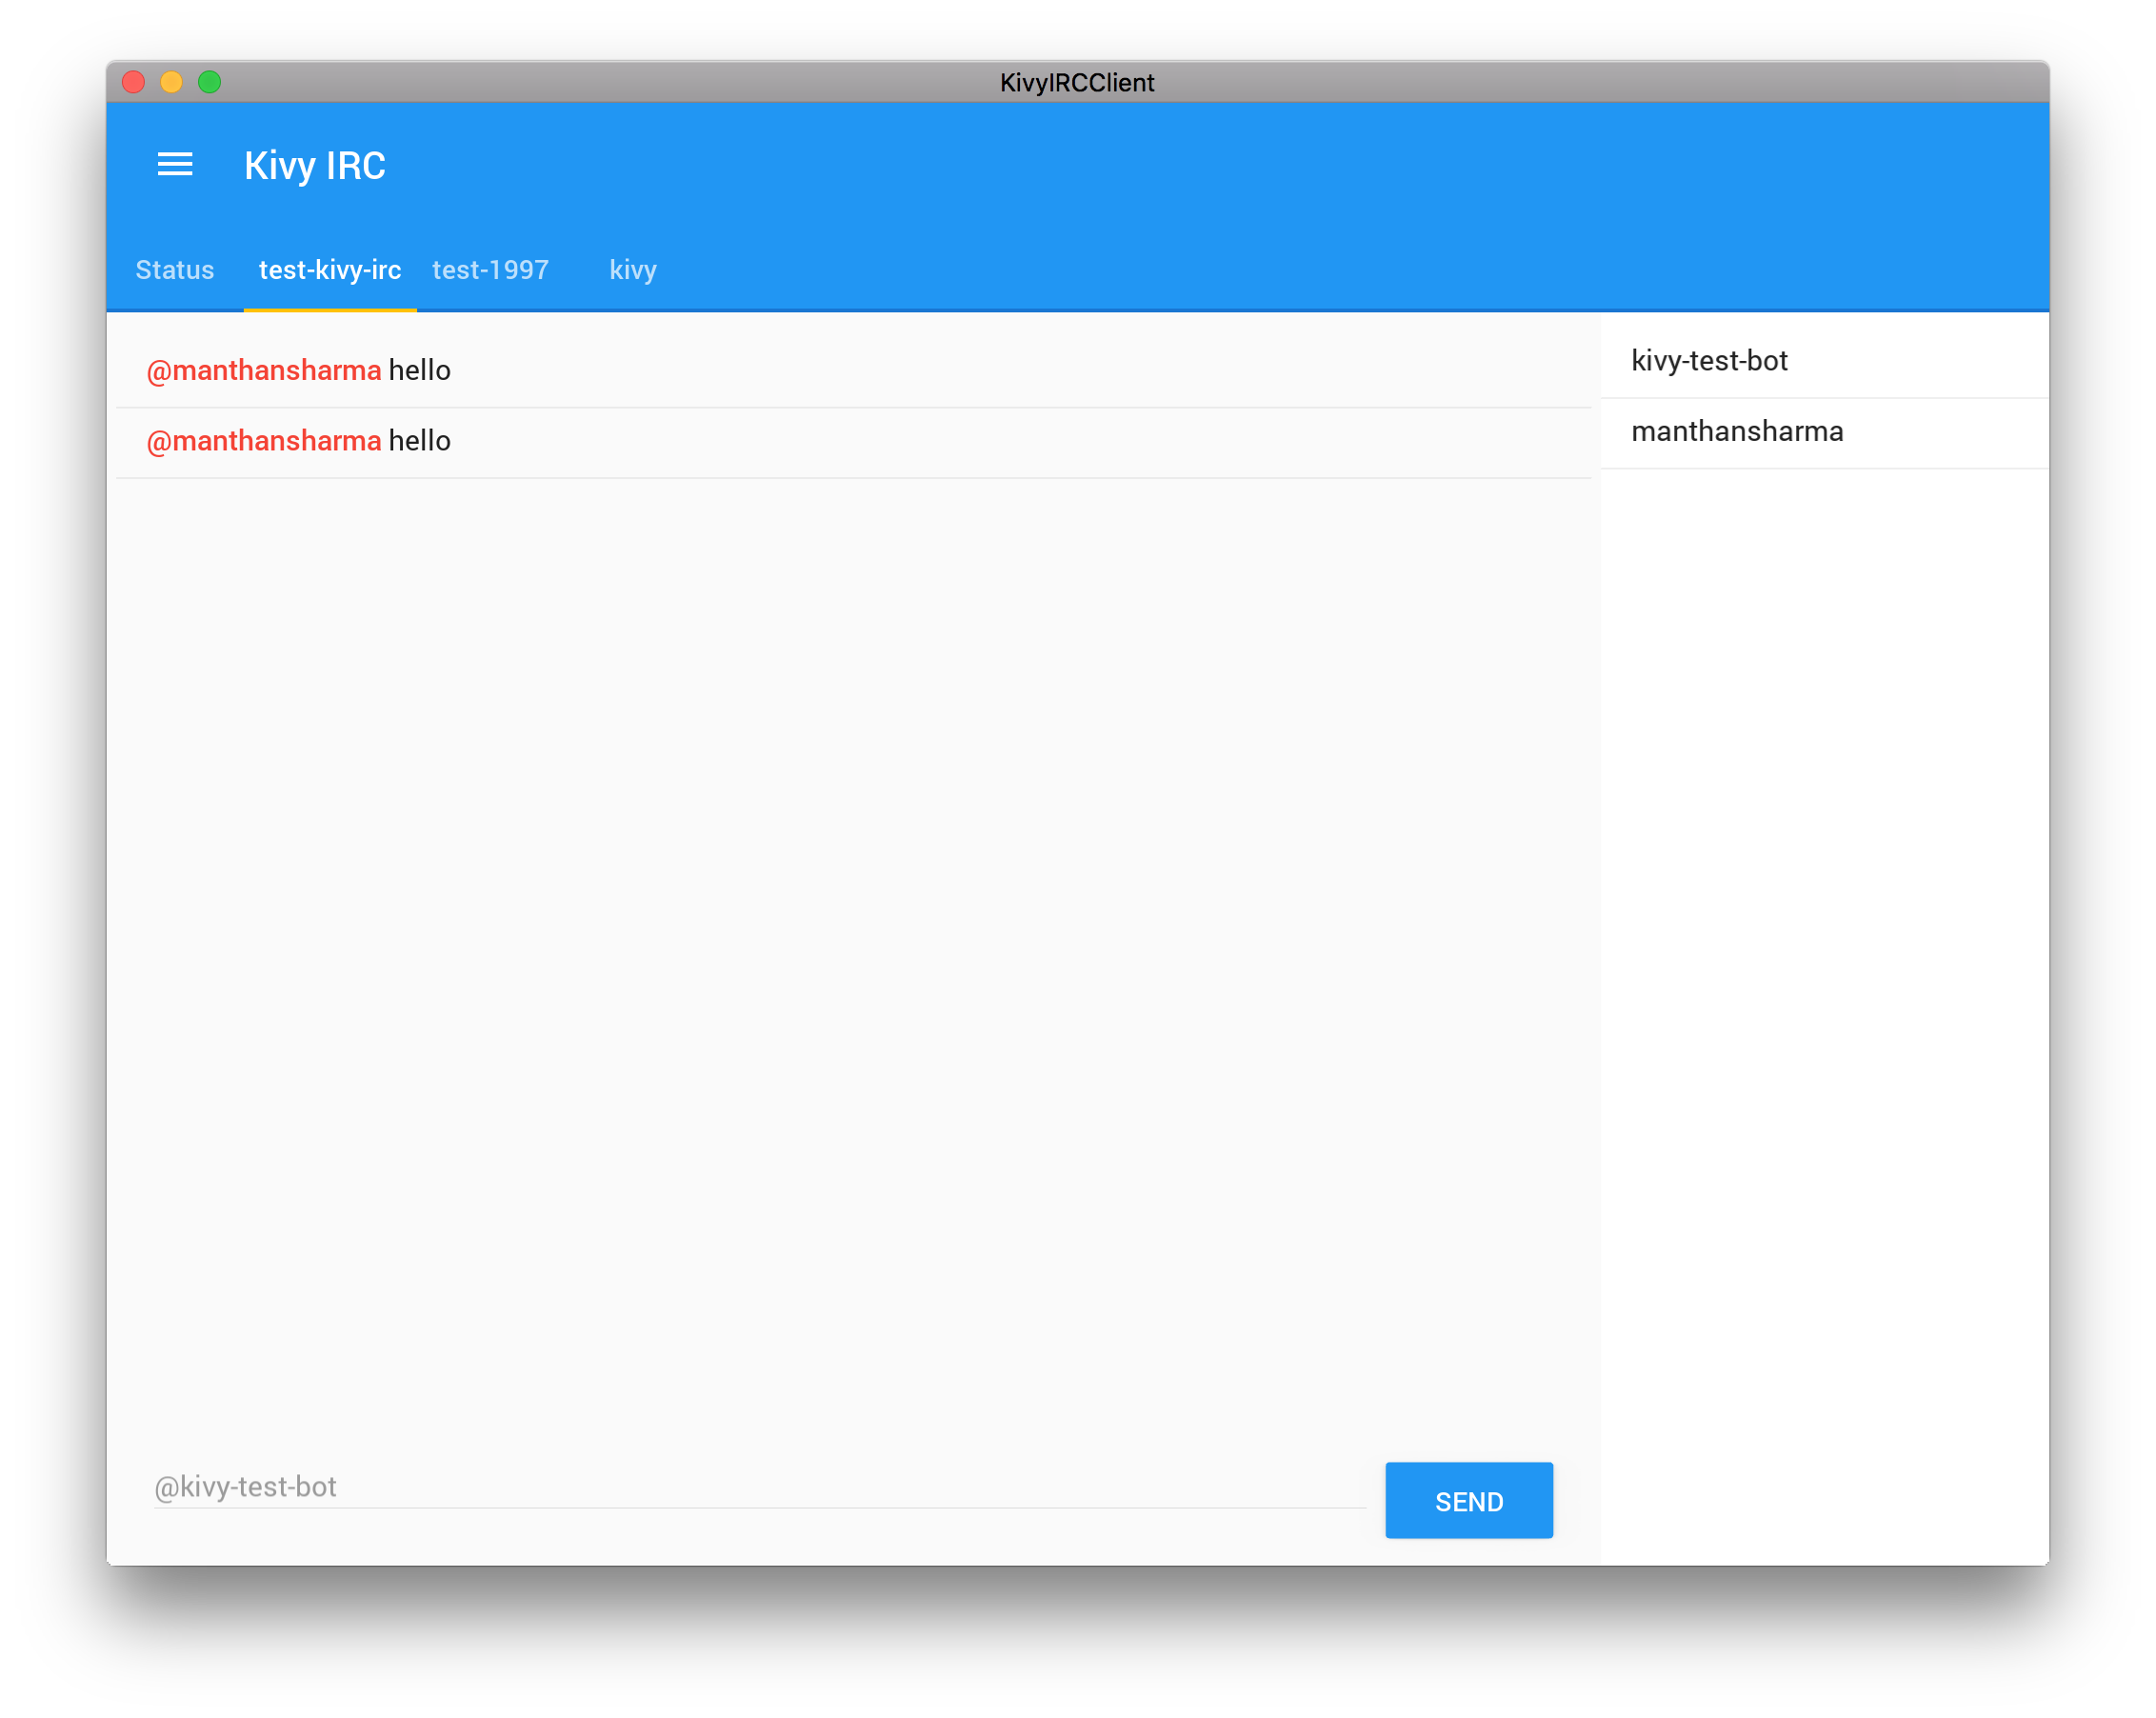 KivyIRCClient
Kivy IRC
Status test-kivy-irc test-1997 kivy
@manthansharma hello
@manthansharma hello
kivy-test-bot
manthansharma
@kivy-test-bot
SEND